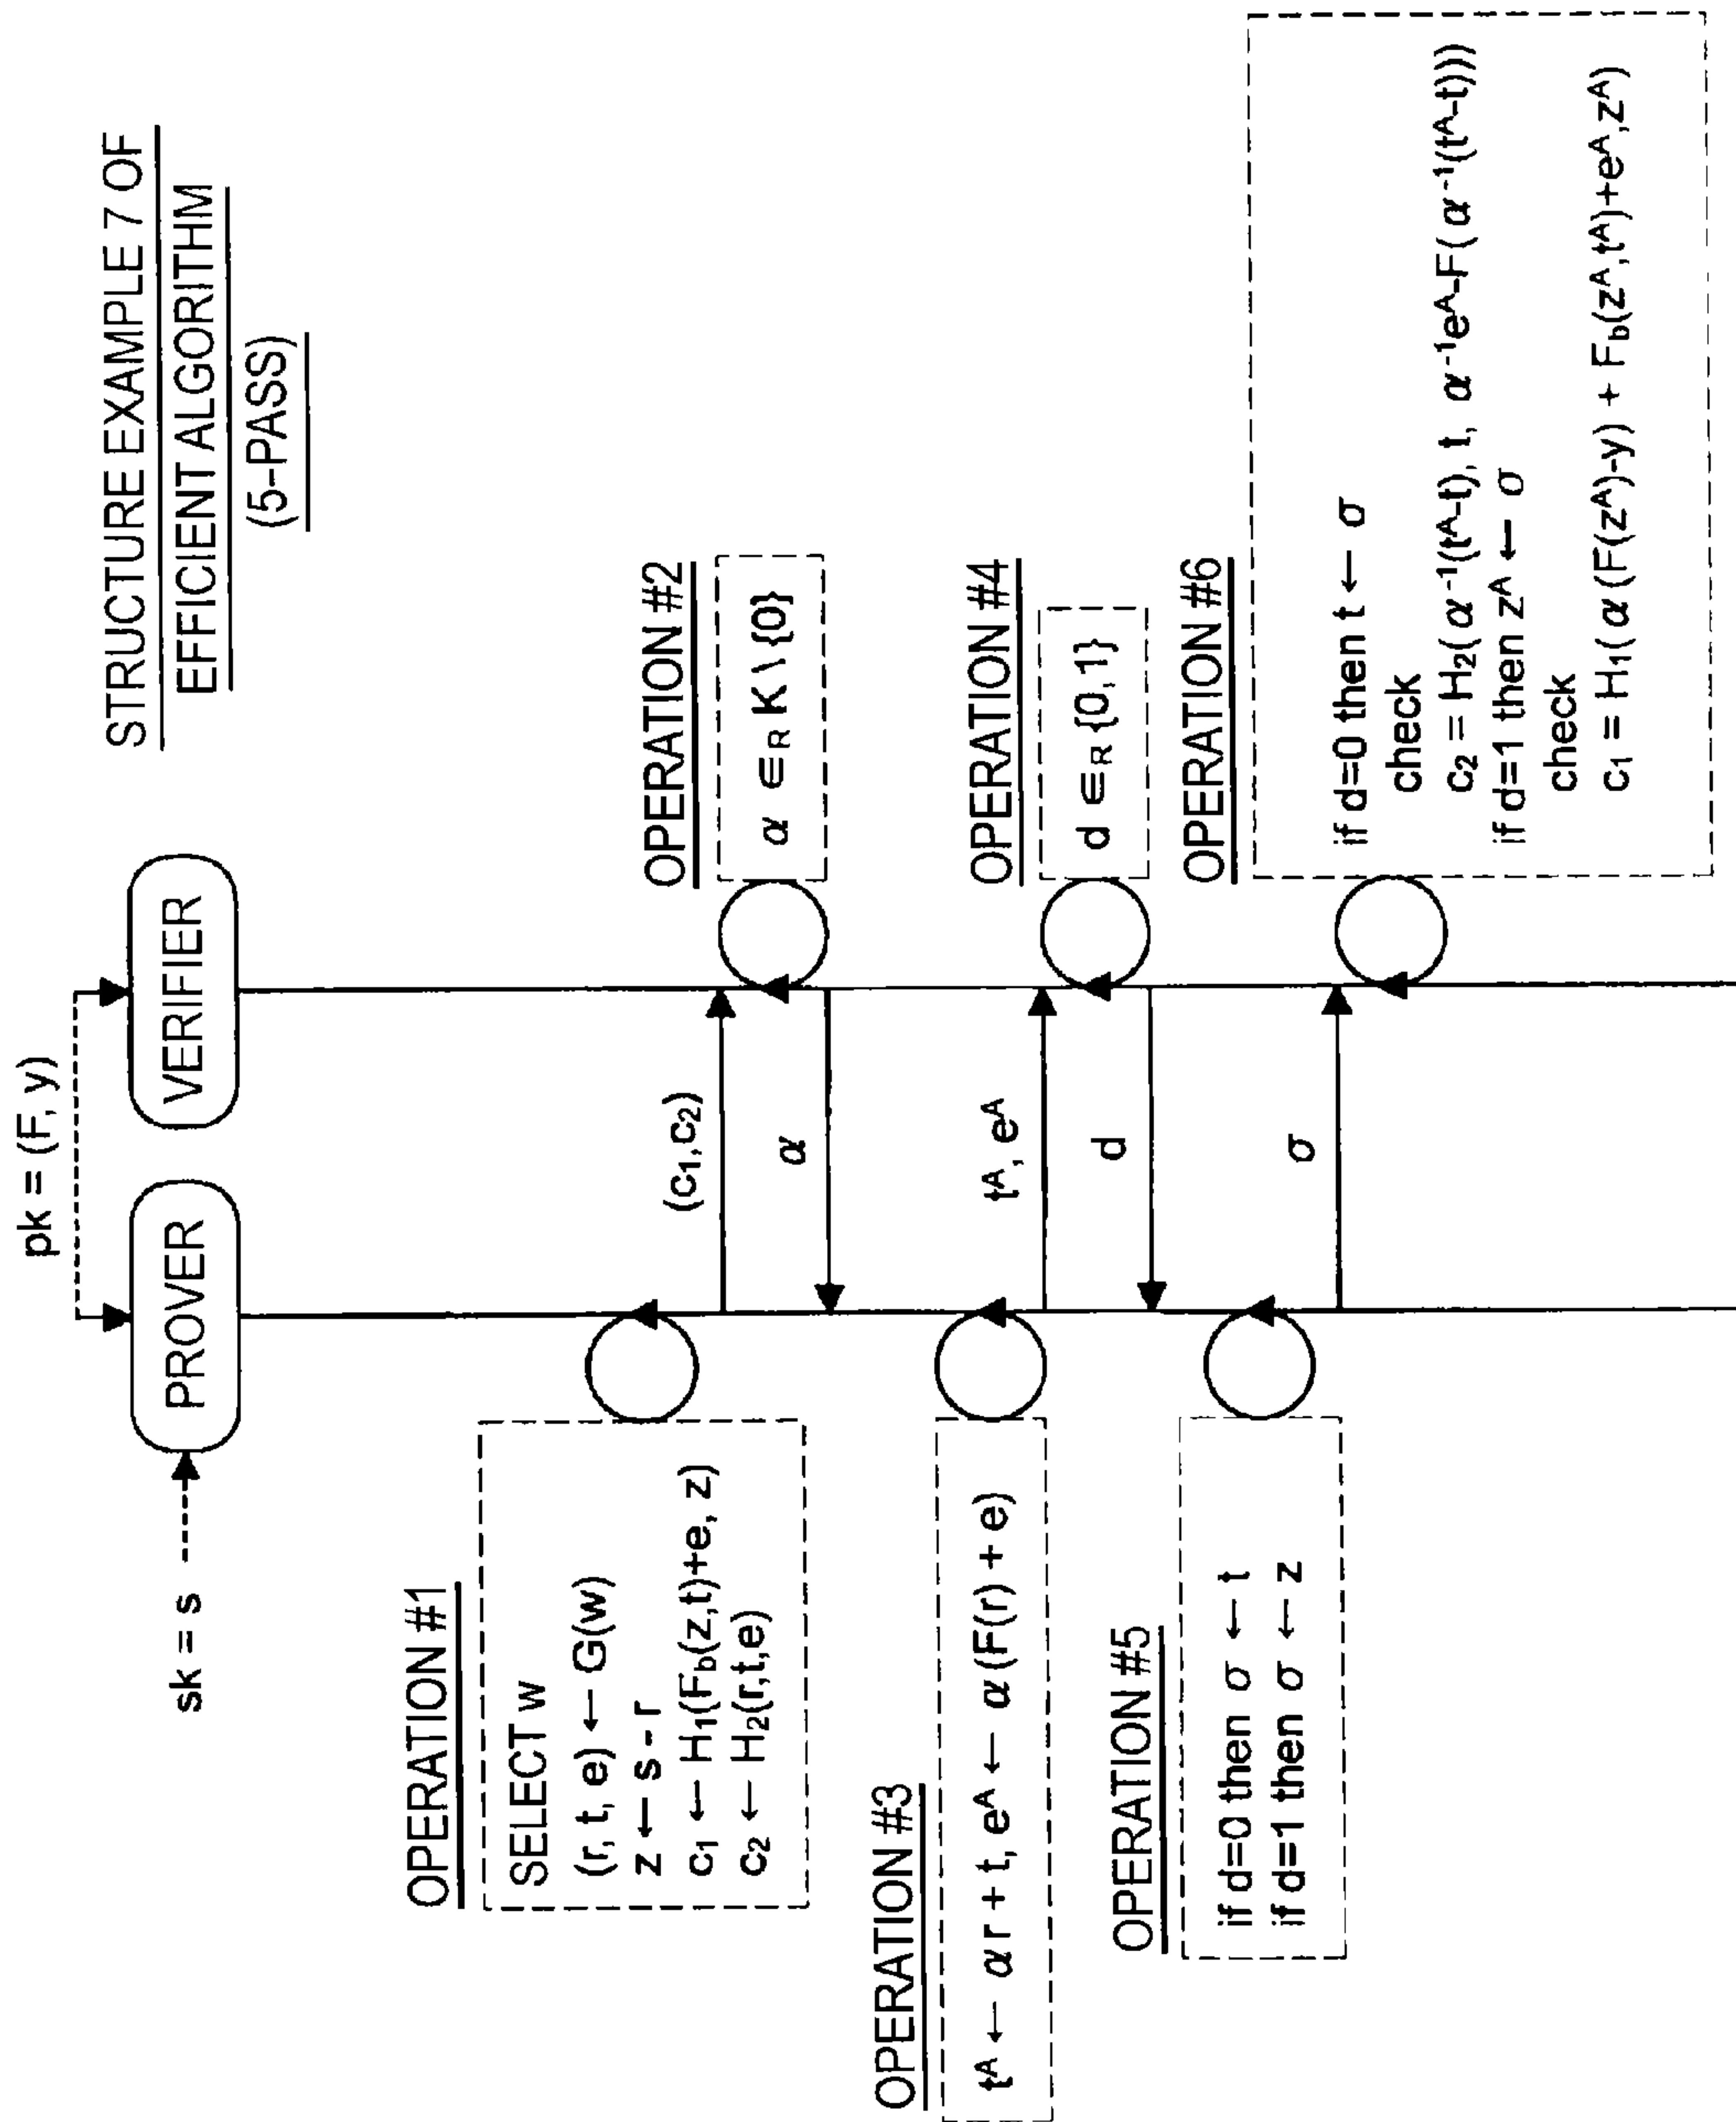 STRUCTURE EXAMPLE 7 OF
EFFICIENT ALGORITHM
(5-PASS)
pk = (F, y)
sk = s
PROVER
VERIFIER
OPERATION #1
SELECT w
(r, t, e) ← G(w)
z ← s - r
c₁ ← H₁(F_b(z,t)+e, z)
c₂ ← H₂(r,t,e)
(c₁,c₂)
OPERATION #2
α ∈_R K \ {0}
α
OPERATION #3
t^A ← α r + t, e^A ← α (F(r) + e)
t^A, e^A
OPERATION #4
d ∈_R {0,1}
d
OPERATION #5
if d=0 then σ ← t
if d=1 then σ ← z
σ
OPERATION #6
if d=0 then t ← σ
check
c₂ = H₂(α⁻¹(t^A-t), t, α⁻¹e^A-F(α⁻¹(t^A-t)))
if d=1 then z^A ← σ
check
c₁ = H₁(α (F(z^A)-y) + F_b(z^A,t^A)+e^A,z^A)